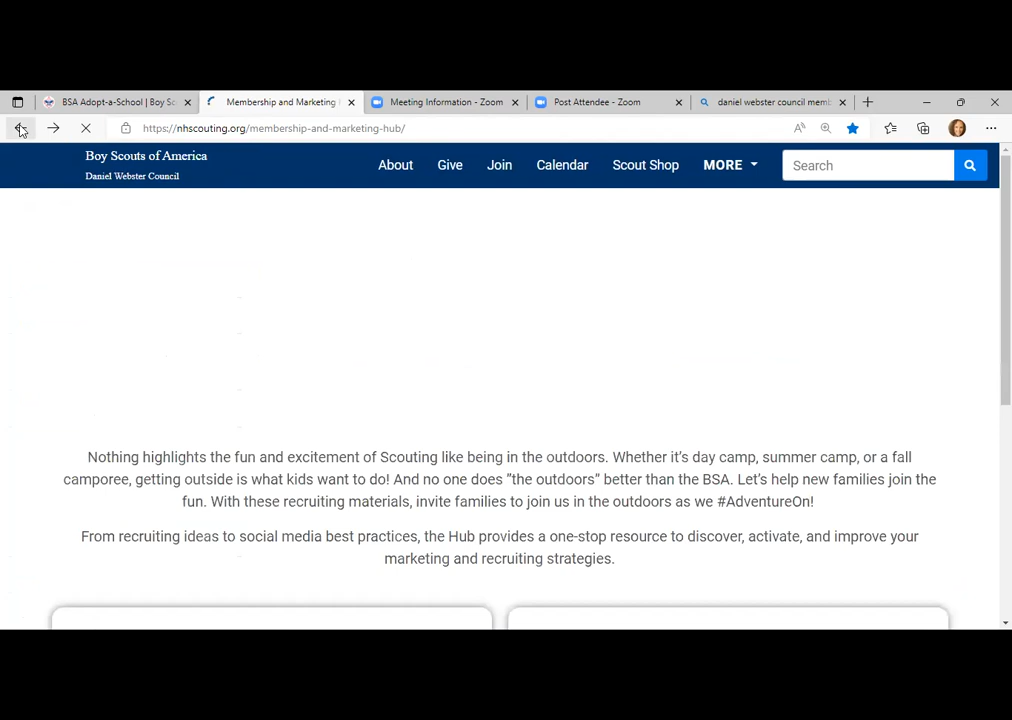 BSA Adopt-a-School | Boy Sc
Membership and Marketing
Meeting Information - Zoom
Post Attendee - Zoom
daniel webster council memb
https://nhscouting.org/membership-and-marketing-hub/
Boy Scouts of America
Daniel Webster Council
About
Give
Join
Calendar
Scout Shop
MORE
Search
Nothing highlights the fun and excitement of Scouting like being in the outdoors. Whether it's day camp, summer camp, or a fall
camporee, getting outside is what kids want to do! And no one does "the outdoors" better than the BSA. Let's help new families join the
fun. With these recruiting materials, invite families to join us in the outdoors as we #AdventureOn!
From recruiting ideas to social media best practices, the Hub provides a one-stop resource to discover, activate, and improve your
marketing and recruiting strategies.